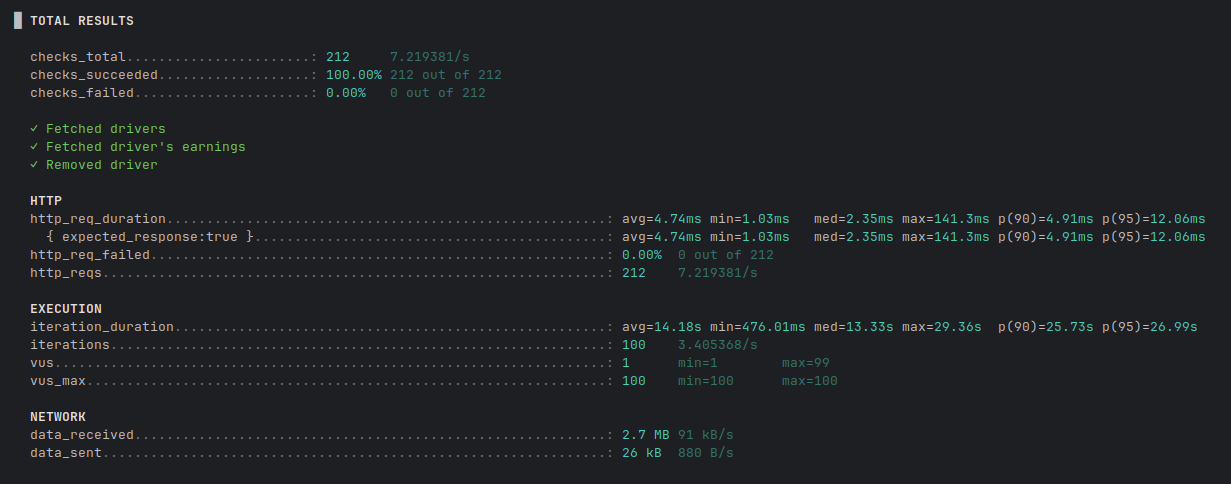 TOTAL RESULTS
checks_total.......................: 212 7.219381/s
checks_succeeded...................: 100.00% 212 out of 212
checks_failed......................: 0.00% 0 out of 212
✓ Fetched drivers
✓ Fetched driver's earnings
✓ Removed driver
HTTP
http_req_duration.......................................................: avg=4.74ms min=1.03ms med=2.35ms max=141.3ms p(90)=4.91ms p(95)=12.06ms
{ expected_response:true }............................................: avg=4.74ms min=1.03ms med=2.35ms max=141.3ms p(90)=4.91ms p(95)=12.06ms
http_req_failed.........................................................: 0.00% 0 out of 212
http_reqs...............................................................: 212 7.219381/s
EXECUTION
iteration_duration......................................................: avg=14.18s min=476.01ms med=13.33s max=29.36s p(90)=25.73s p(95)=26.99s
iterations..............................................................: 100 3.405368/s
vus.....................................................................: 1 min=1 max=99
vus_max.................................................................: 100 min=100 max=100
NETWORK
data_received...........................................................: 2.7 MB 91 kB/s
data_sent...............................................................: 26 kB 880 B/s